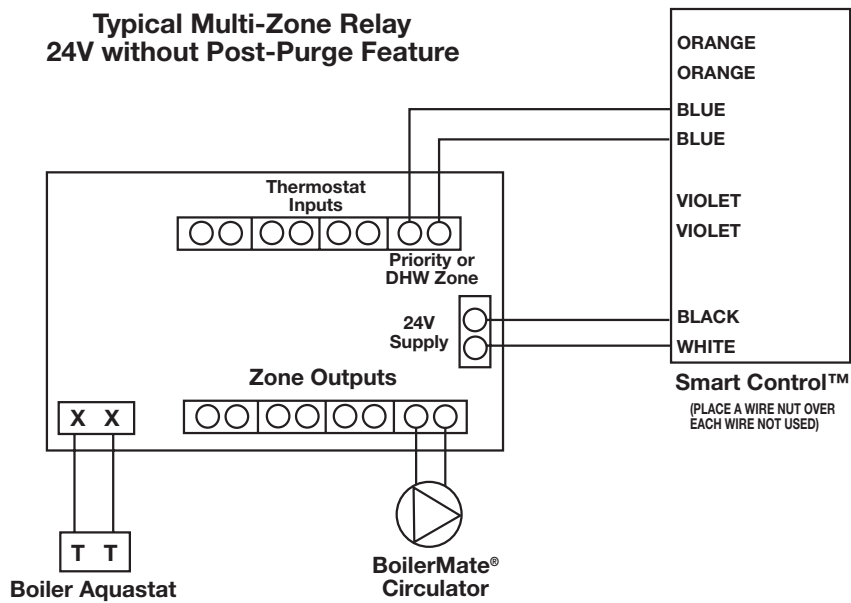 Typical Multi-Zone Relay
24V without Post-Purge Feature
ORANGE
ORANGE
BLUE
BLUE
VIOLET
VIOLET
BLACK
WHITE
Smart Control™
(PLACE A WIRE NUT OVER
EACH WIRE NOT USED)
Thermostat
Inputs
Priority or
DHW Zone
24V
Supply
Zone Outputs
X X
T T
Boiler Aquastat
BoilerMate®
Circulator